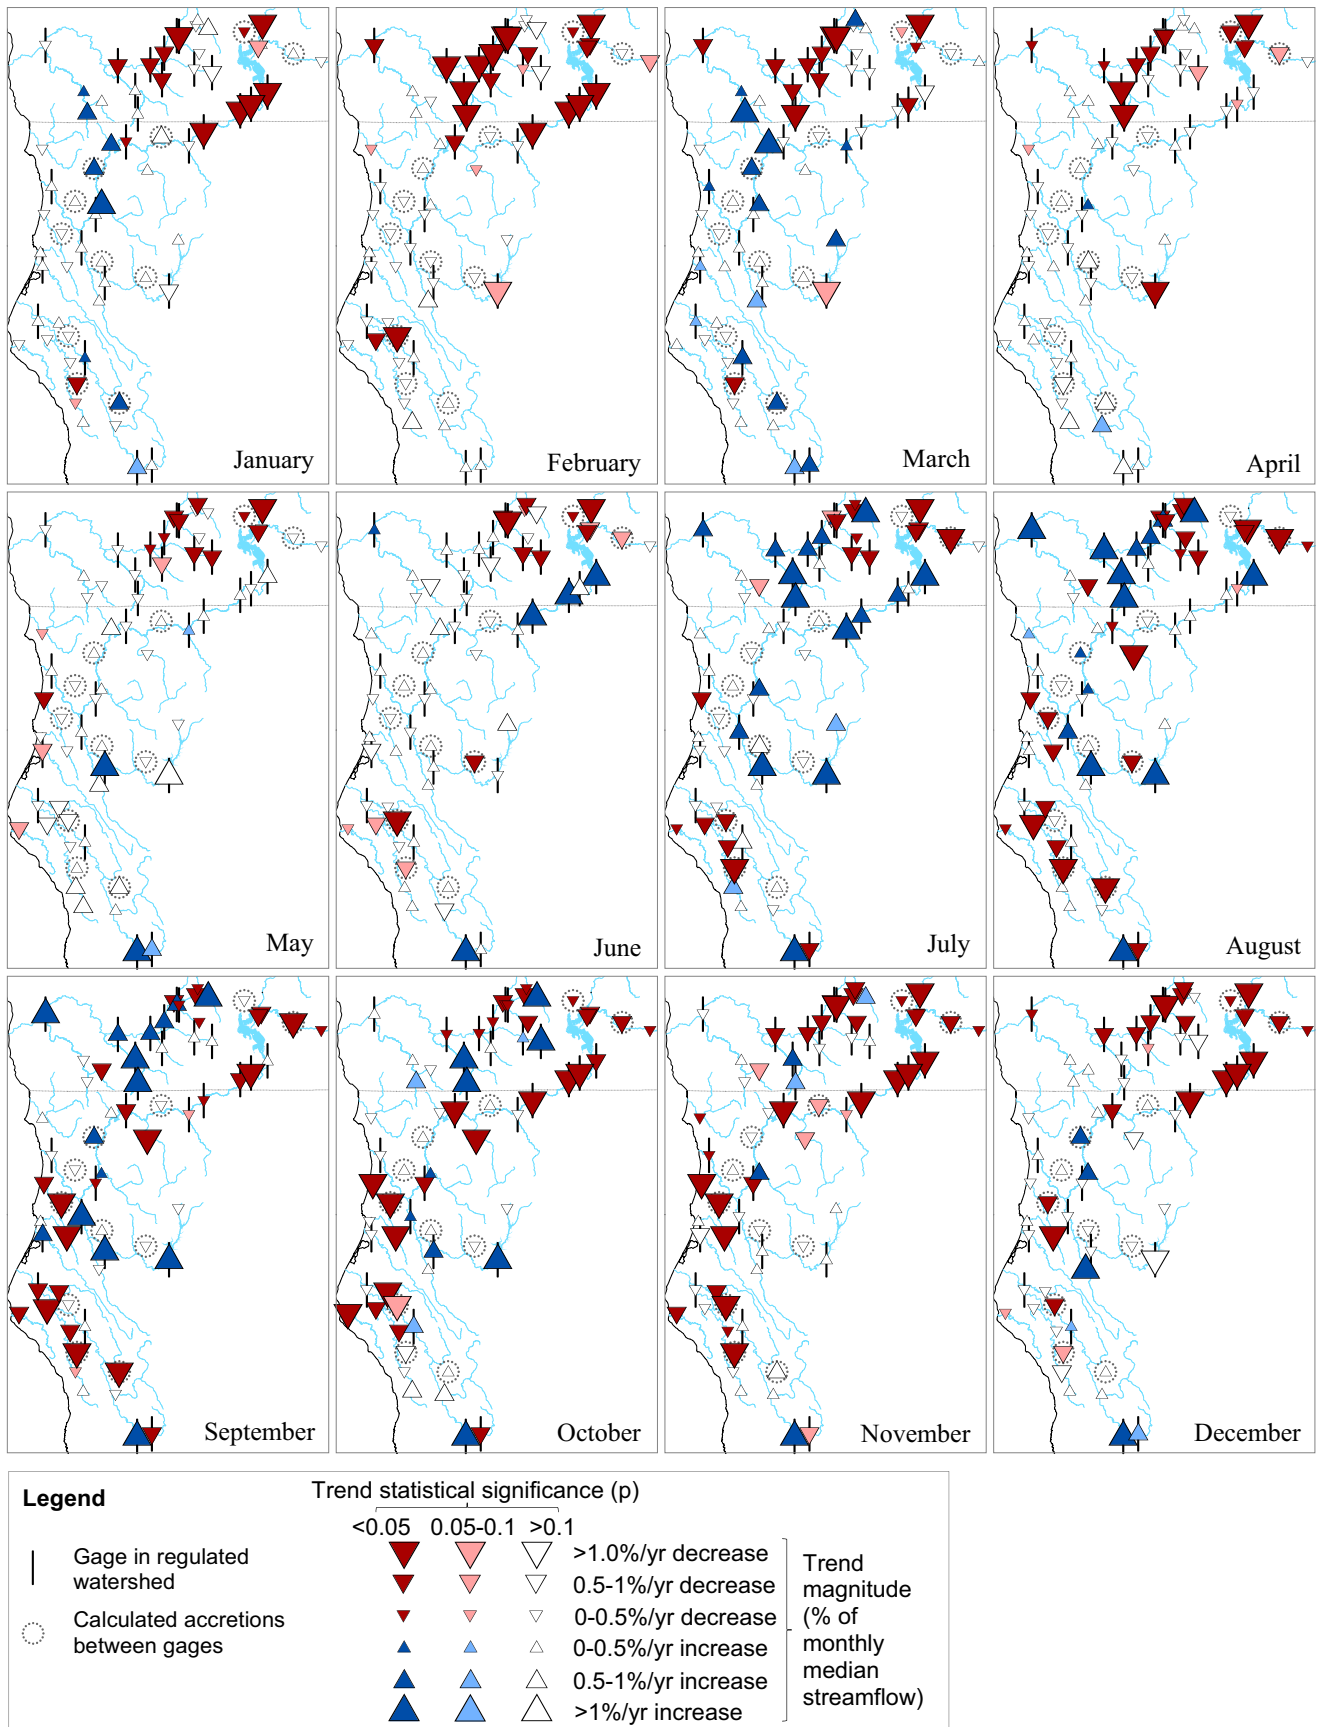 January
February
March
April
May
June
July
August
September
October
November
December
Legend
Gage in regulated
watershed
Calculated accretions
between gages
Trend statistical significance (p)
<0.05 0.05-0.1 >0.1
>1.0%/yr decrease
0.5-1%/yr decrease
0-0.5%/yr decrease
0-0.5%/yr increase
0.5-1%/yr increase
>1%/yr increase
Trend
magnitude
(% of
monthly
median
streamflow)